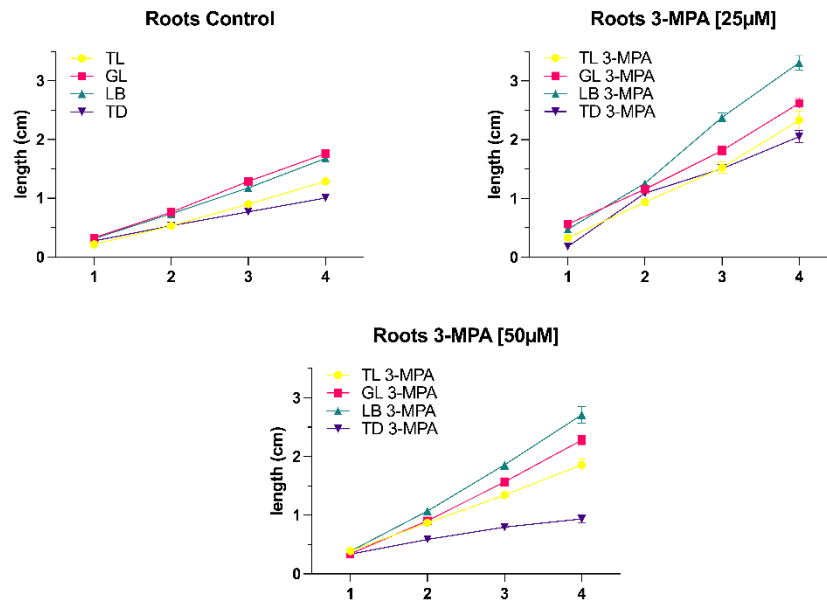 Roots Control
TL
GL
LB
TD
length (cm)
3
2
1
0
1 2 3 4
Roots 3-MPA [25µM]
TL 3-MPA
GL 3-MPA
LB 3-MPA
TD 3-MPA
length (cm)
3
2
1
0
1 2 3 4
Roots 3-MPA [50µM]
TL 3-MPA
GL 3-MPA
LB 3-MPA
TD 3-MPA
length (cm)
3
2
1
0
1 2 3 4